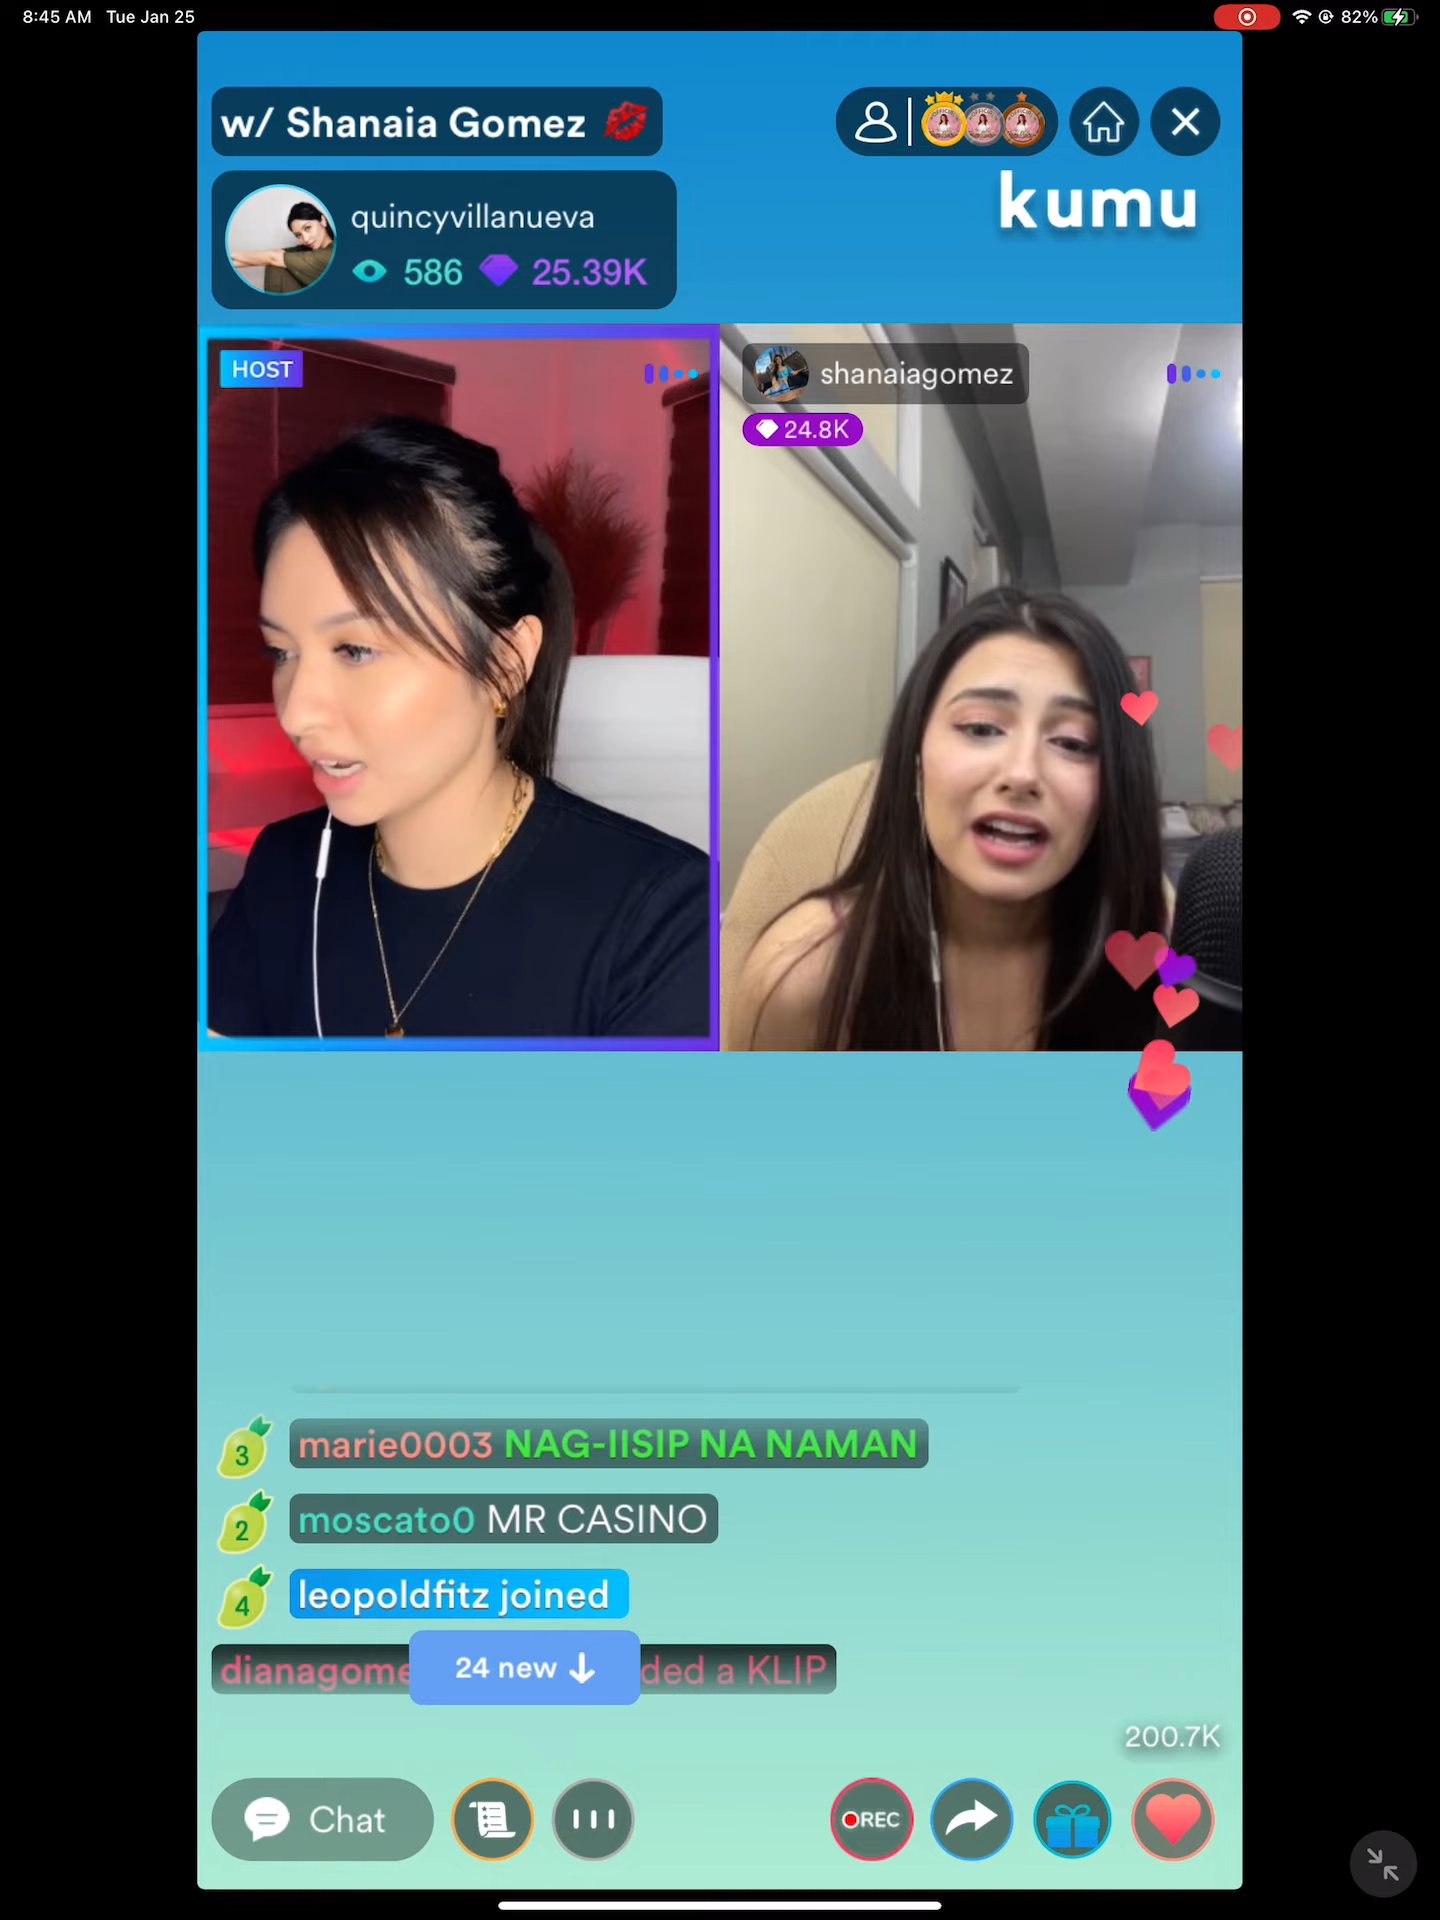 8:45 AM Tue Jan 25
82%
w/ Shanaia Gomez
kumu
quincyvillanueva
586 25.39K
HOST
shanaiagomez
24.8K
3 marie0003 NAG-IISIP NA NAMAN
2 moscato0 MR CASINO
4 leopoldfitz joined
dianagome 24 new ded a KLIP
200.7K
Chat
REC